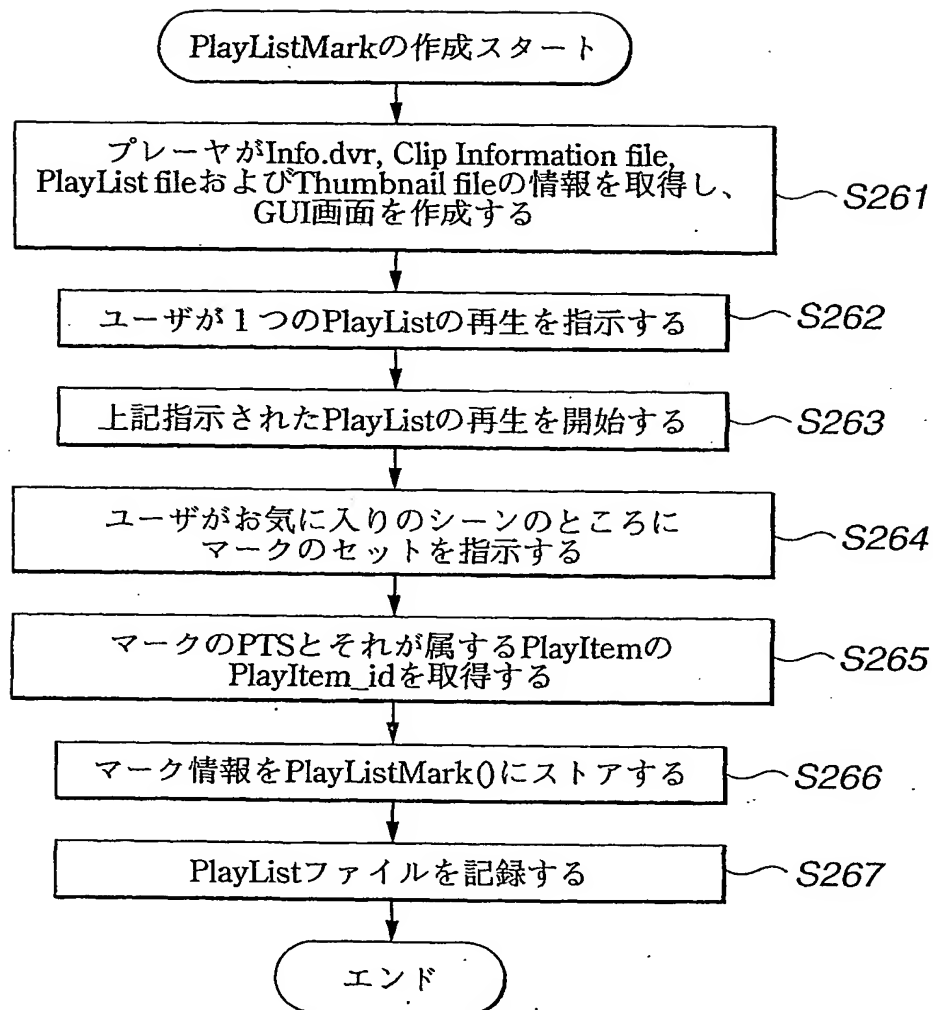 PlayListMarkの作成スタート
プレーヤがInfo.dvr, Clip Information file,
PlayList fileおよびThumbnail fileの情報を取得し、
GUI画面を作成する
S261
ユーザが１つのPlayListの再生を指示する
S262
上記指示されたPlayListの再生を開始する
S263
ユーザがお気に入りのシーンのところに
マークのセットを指示する
S264
マークのPTSとそれが属するPlayItemの
PlayItem_idを取得する
S265
マーク情報をPlayListMark()にストアする
S266
PlayListファイルを記録する
S267
エンド